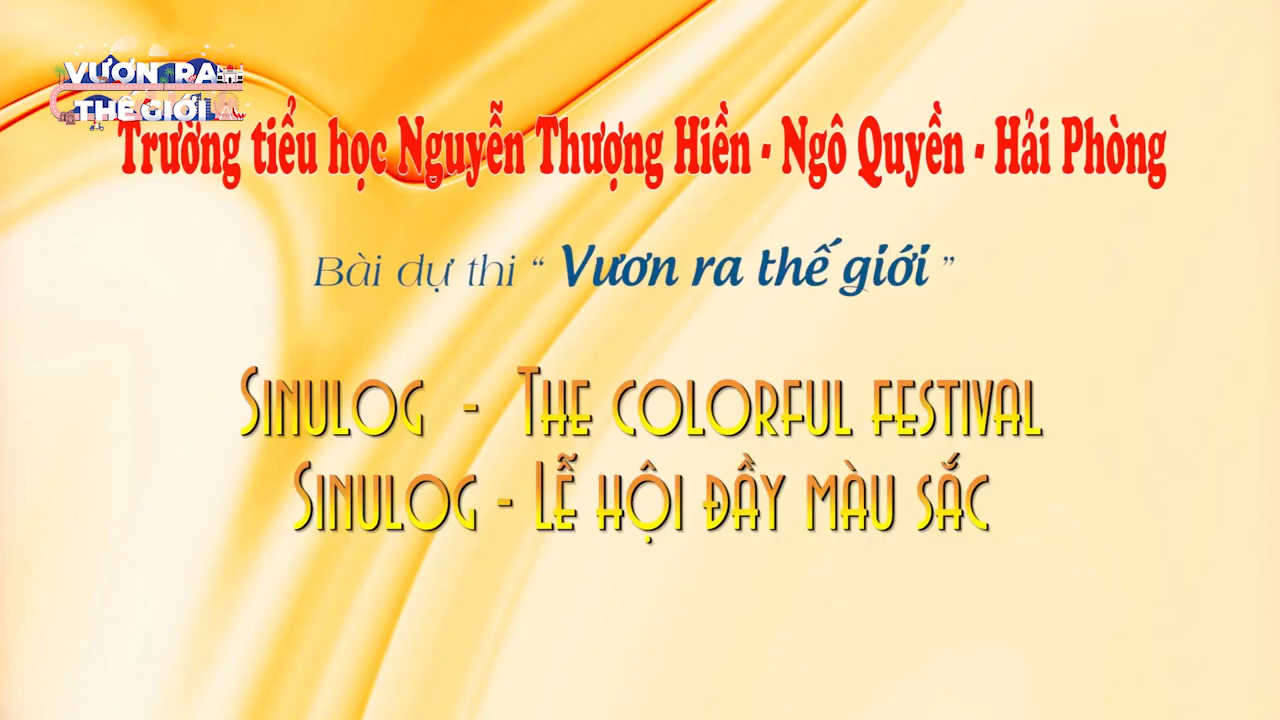 VƯƠN RA
THẾ GIỚI
Trường tiểu học Nguyễn Thượng Hiền - Ngô Quyền - Hải Phòng
Bài dự thi “ Vươn ra thế giới ”
SINULOG - THE COLORFUL FESTIVAL
SINULOG - LỄ HỘI ĐẦY MÀU SẮC